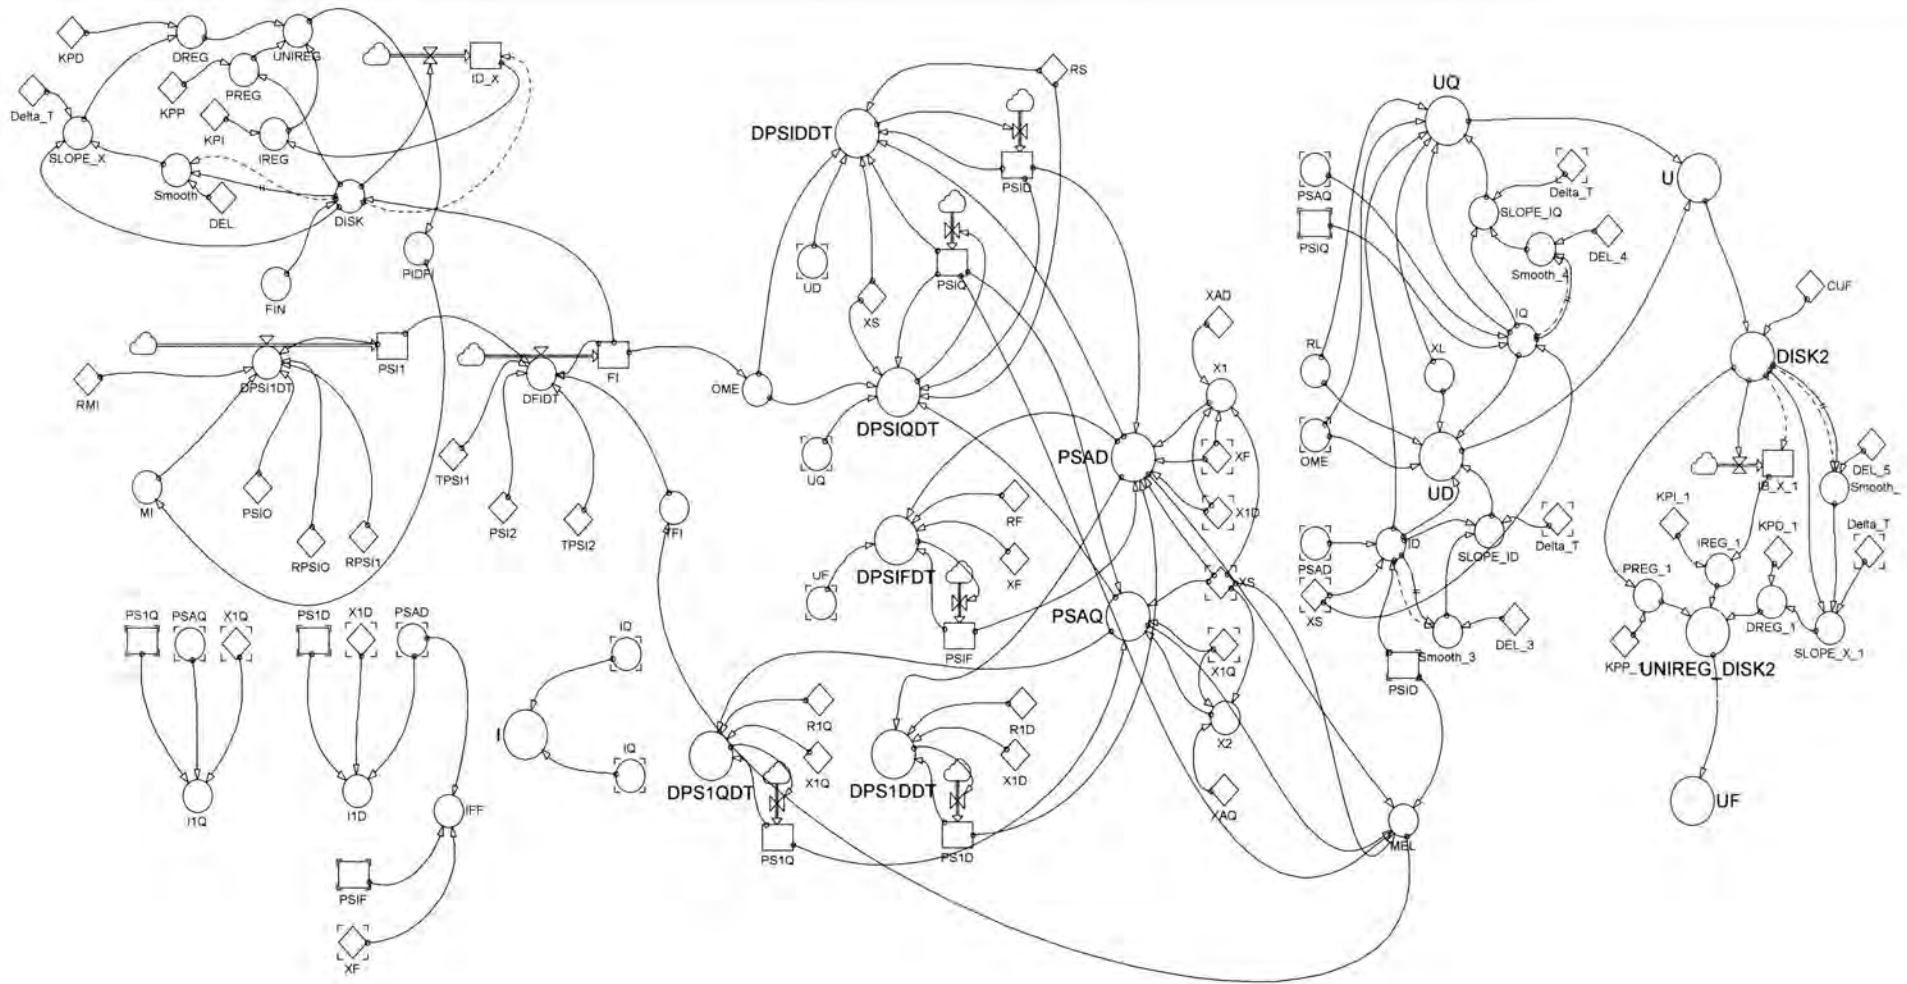 KPD
DREG
UNIREG
ID_X
KPP
PREG
Delta_T
KPI
SLOPE_X
IREG
Smooth
DEL
DISK
FIN
PIDFI
RMI
DPSI1DT
PSI1
DFIDT
FI
OME
MI
PSIO
RPSIO
RPSI1
TPSI1
PSI2
TPSI2
TFI
PS1Q
PSAQ
X1Q
PS1D
X1D
PSAD
I1Q
I1D
IFF
PSIF
XF
I
IQ
IQ
RS
DPSIDDT
PSID
UD
XS
PSIQ
DPSIQDT
UQ
XAD
X1
PSAD
XF
X1D
RF
XF
UF
DPSIFDT
PSIF
XS
PSAQ
X1Q
X2
XAQ
R1Q
X1Q
DPS1QDT
PS1Q
R1D
X1D
DPS1DDT
PS1D
MEL
UQ
PSAQ
PSIQ
Delta_T
SLOPE_IQ
Smooth_4
DEL_4
IQ
RL
XL
OME
UD
PSAD
XS
ID
SLOPE_ID
Delta_T
Smooth_3
DEL_3
PSID
U
CUF
DISK2
IB_X_1
DEL_5
Smooth_
KPI_1
KPD_1
Delta_T
IREG_1
PREG_1
DREG_1
SLOPE_X_1
KPP_
UNIREG_DISK2
UF